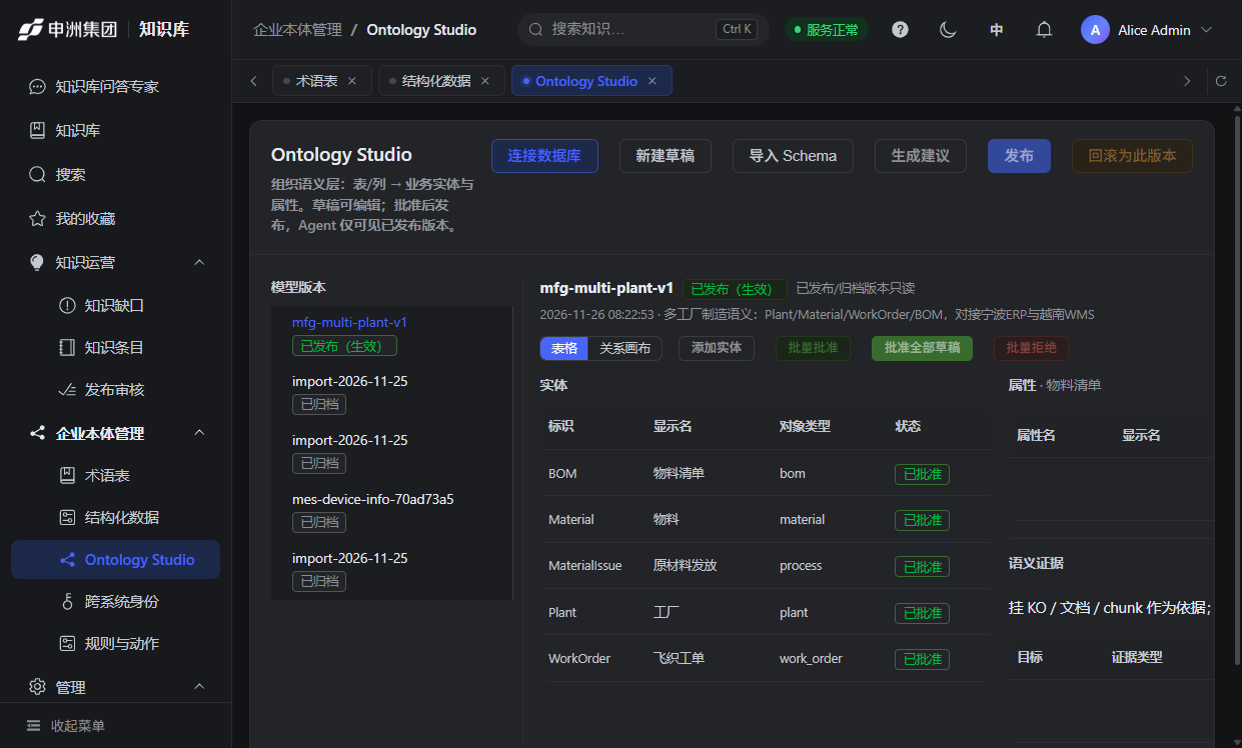 申洲集团 | 知识库
企业本体管理 / Ontology Studio
搜索知识... Ctrl K
服务正常
?
中
A Alice Admin
知识库问答专家
知识库
搜索
我的收藏
知识运营
知识缺口
知识条目
发布审核
企业本体管理
术语表
结构化数据
Ontology Studio
跨系统身份
规则与动作
管理
收起菜单
术语表 ×
结构化数据 ×
Ontology Studio ×
Ontology Studio
组织语义层：表/列 → 业务实体与
属性。草稿可编辑；批准后发
布，Agent 仅可见已发布版本。
连接数据库
新建草稿
导入 Schema
生成建议
发布
回滚为此版本
模型版本
mfg-multi-plant-v1
已发布（生效）
import-2026-11-25
已归档
import-2026-11-25
已归档
mes-device-info-70ad73a5
已归档
import-2026-11-25
已归档
mfg-multi-plant-v1 已发布（生效） 已发布/归档版本只读
2026-11-26 08:22:53 · 多工厂制造语义：Plant/Material/WorkOrder/BOM，对接宁波ERP与越南WMS
表格 关系画布 添加实体 批量批准 批准全部草稿 批量拒绝
实体
标识 显示名 对象类型 状态
BOM 物料清单 bom 已批准
Material 物料 material 已批准
MaterialIssue 原材料发放 process 已批准
Plant 工厂 plant 已批准
WorkOrder 飞织工单 work_order 已批准
属性 · 物料清单
属性名 显示名
语义证据
挂 KO / 文档 / chunk 作为依据；
目标 证据类型